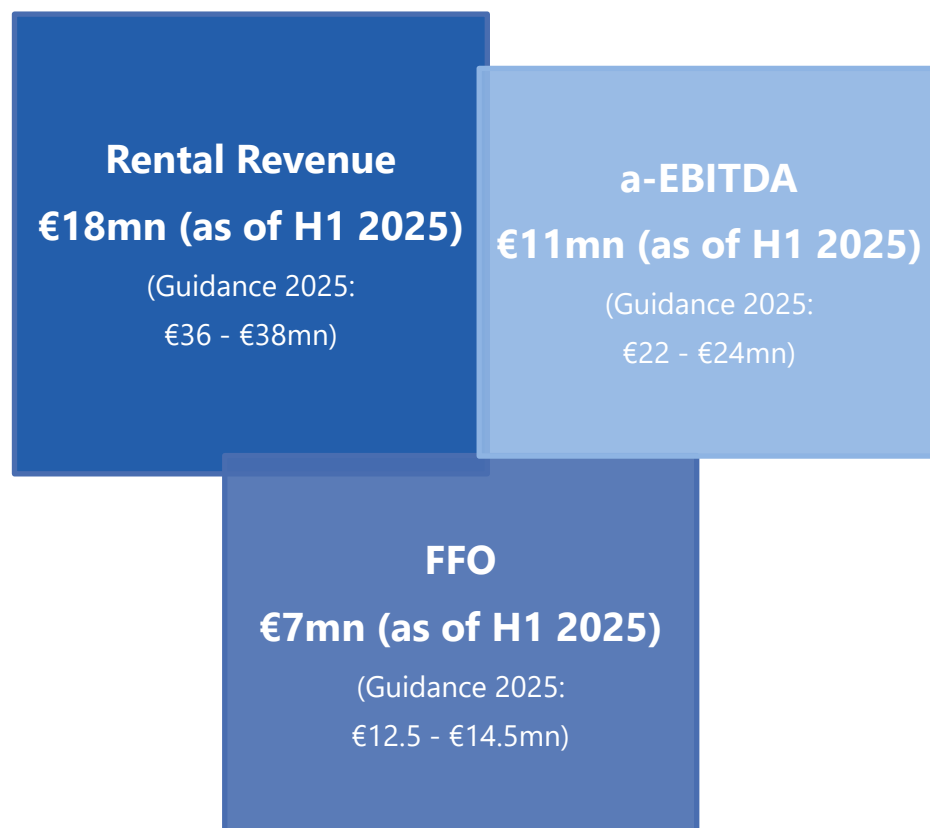 Rental Revenue
€18mn (as of H1 2025)
(Guidance 2025:
€36 - €38mn)
a-EBITDA
€11mn (as of H1 2025)
(Guidance 2025:
€22 - €24mn)
FFO
€7mn (as of H1 2025)
(Guidance 2025:
€12.5 - €14.5mn)